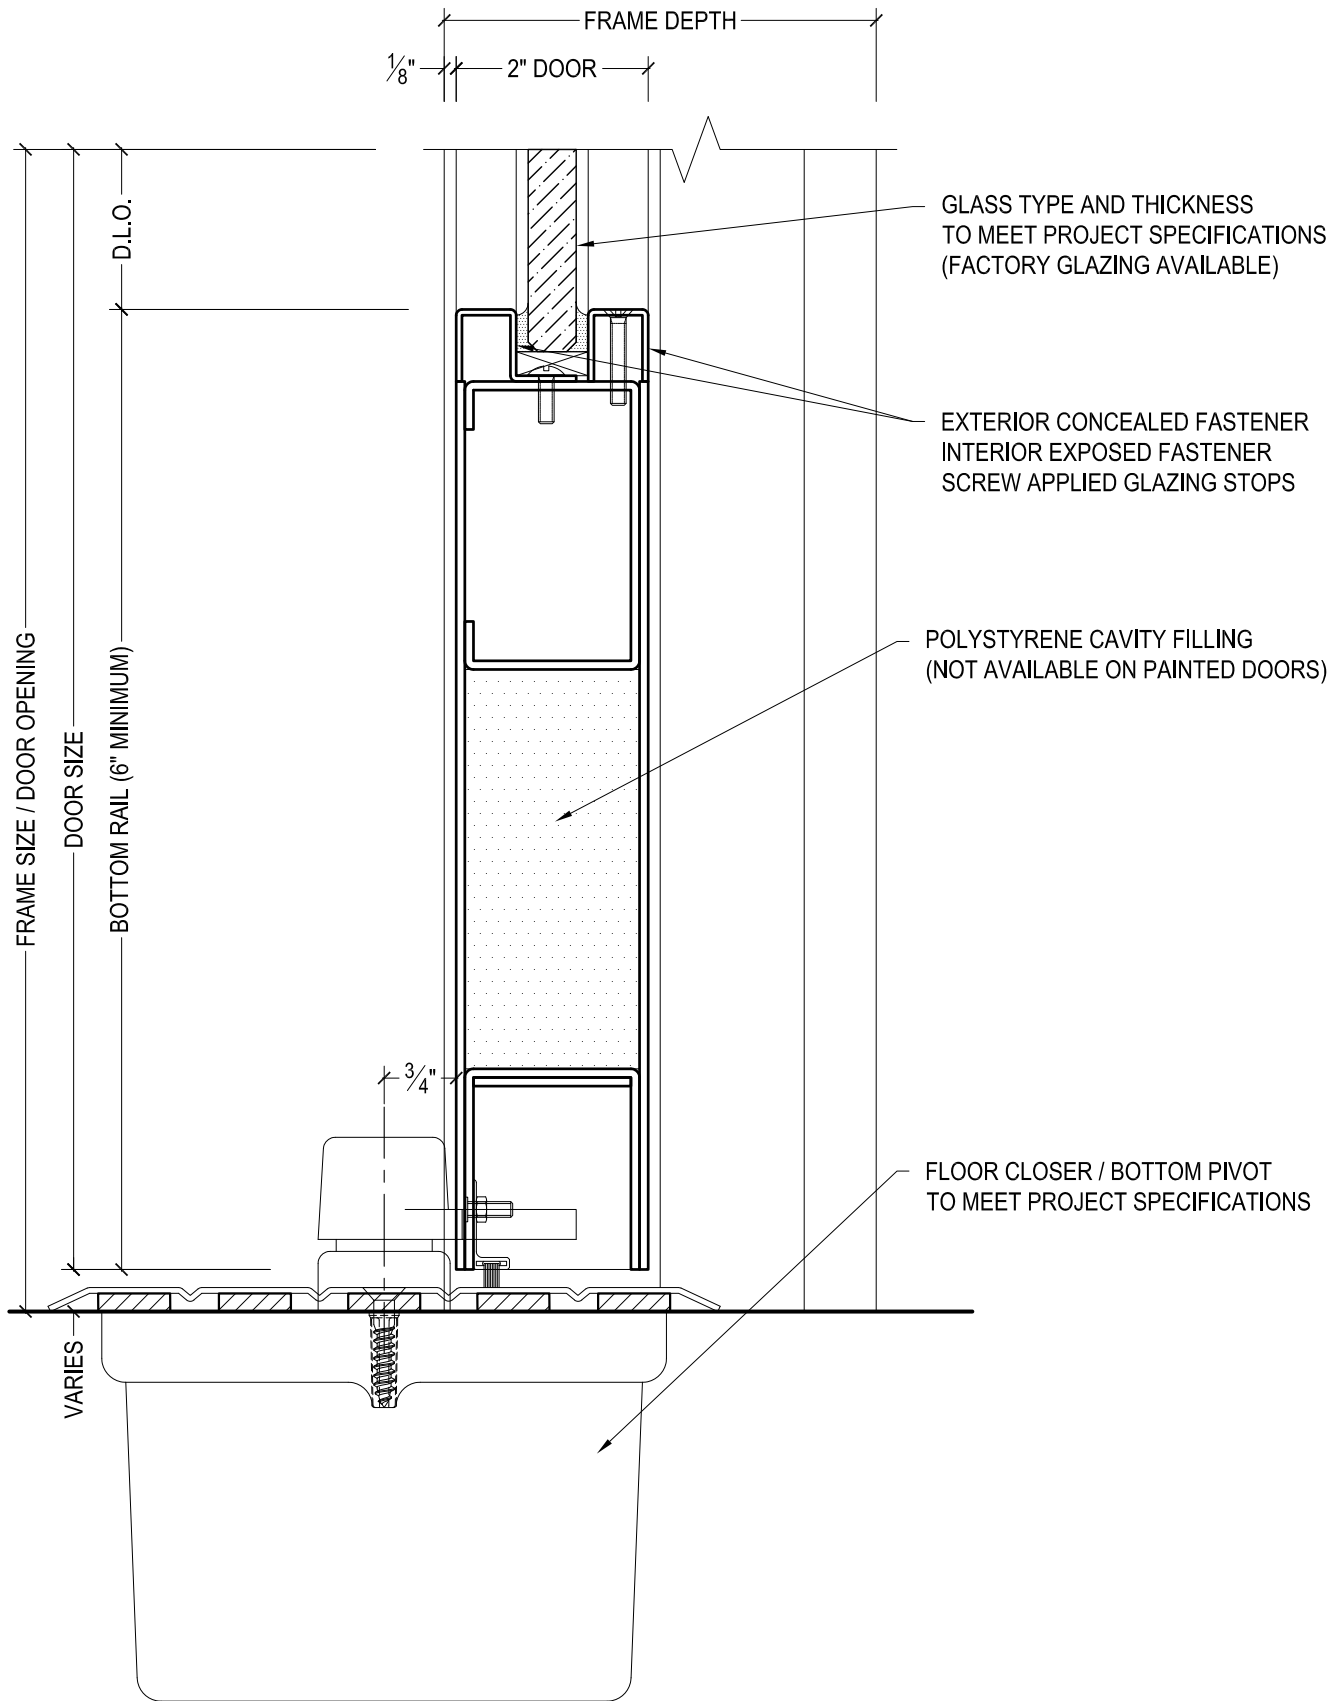 FRAME DEPTH
1/8"
2" DOOR
D.L.O.
GLASS TYPE AND THICKNESS
TO MEET PROJECT SPECIFICATIONS
(FACTORY GLAZING AVAILABLE)
EXTERIOR CONCEALED FASTENER
INTERIOR EXPOSED FASTENER
SCREW APPLIED GLAZING STOPS
FRAME SIZE / DOOR OPENING
DOOR SIZE
BOTTOM RAIL (6" MINIMUM)
POLYSTYRENE CAVITY FILLING
(NOT AVAILABLE ON PAINTED DOORS)
3/4"
FLOOR CLOSER / BOTTOM PIVOT
TO MEET PROJECT SPECIFICATIONS
VARIES